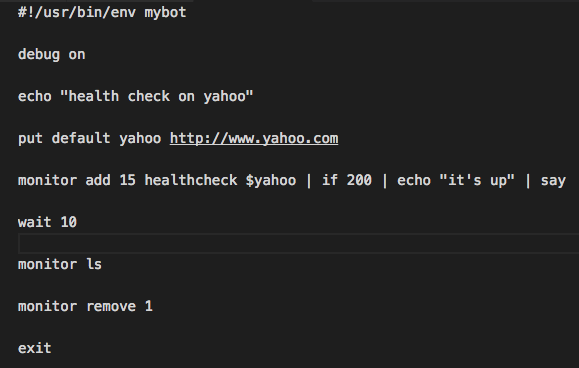 #!/usr/bin/env mybot
debug on
echo "health check on yahoo"
put default yahoo http://www.yahoo.com
monitor add 15 healthcheck $yahoo | if 200 | echo "it's up" | say
wait 10
monitor ls
monitor remove 1
exit